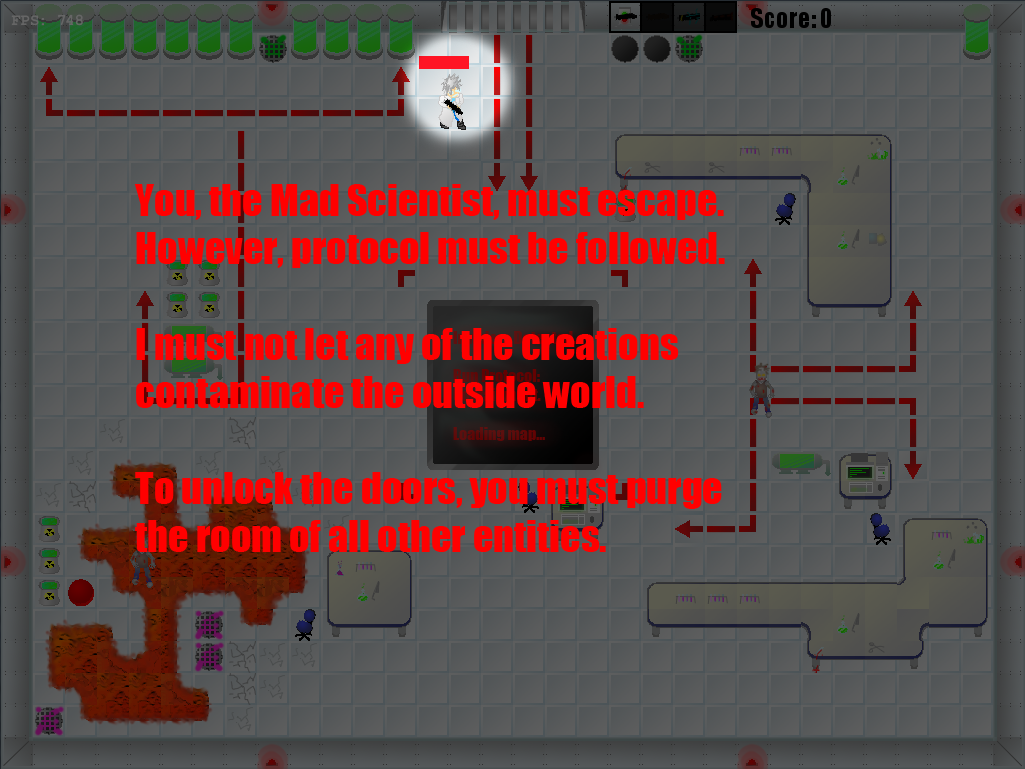 FPS: 748
Score: 0
You, the Mad Scientist, must escape.
However, protocol must be followed.
I must not let any of the creations
contaminate the outside world.
Loading map...
To unlock the doors, you must purge
the room of all other entities.